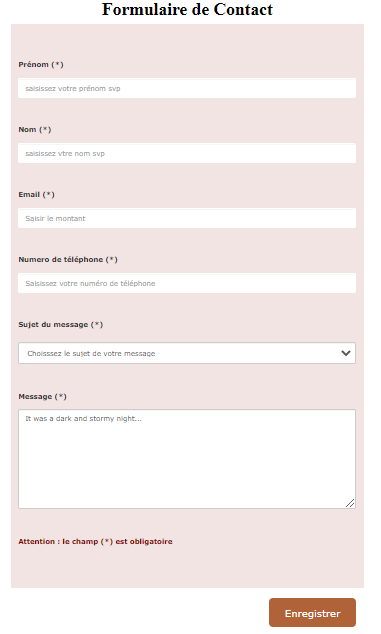 Formulaire de Contact
Prénom (*)
saisissez votre prénom svp
Nom (*)
saisissez vtre nom svp
Email (*)
Saisir le montant
Numero de téléphone (*)
Saisissez votre numéro de téléphone
Sujet du message (*)
Choisssez le sujet de votre message
Message (*)
It was a dark and stormy night...
Attention : le champ (*) est obligatoire
Enregistrer